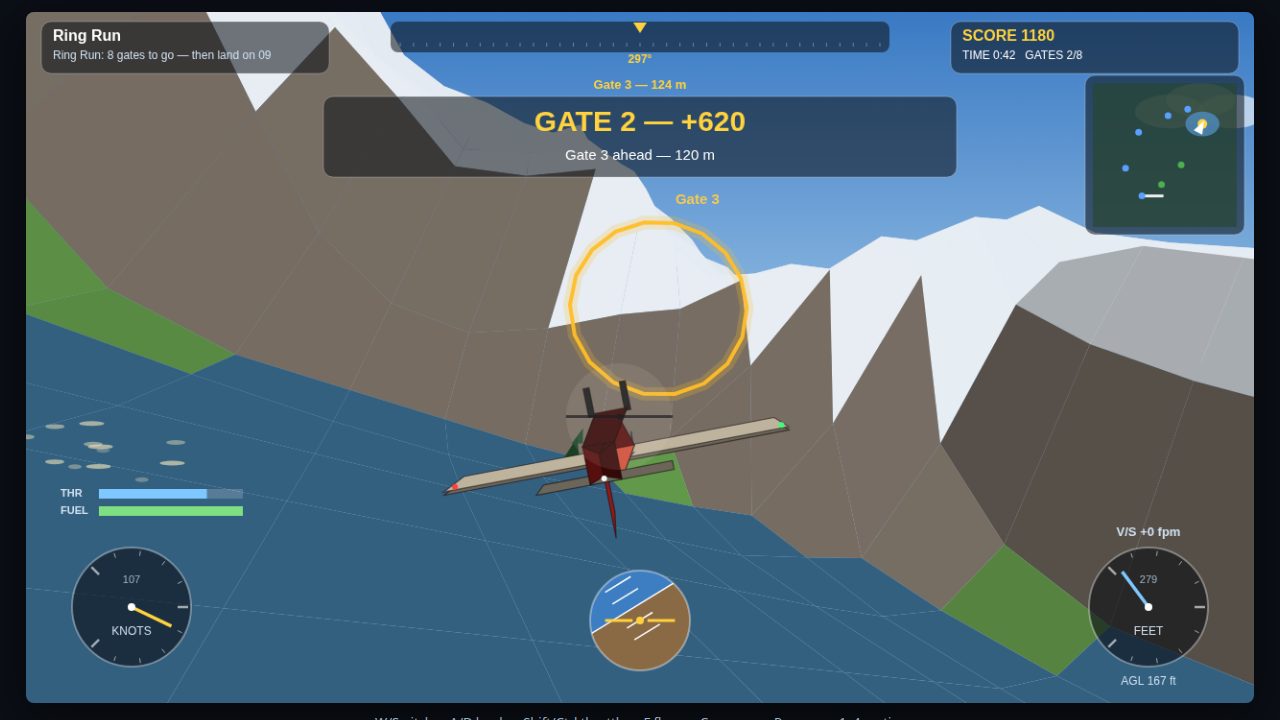 Ring Run
Ring Run: 8 gates to go — then land on 09
297°
Gate 3 — 124 m
SCORE 1180
TIME 0:42 GATES 2/8
GATE 2 — +620
Gate 3 ahead — 120 m
Gate 3
THR
FUEL
107
KNOTS
V/S +0 fpm
279
FEET
AGL 167 ft